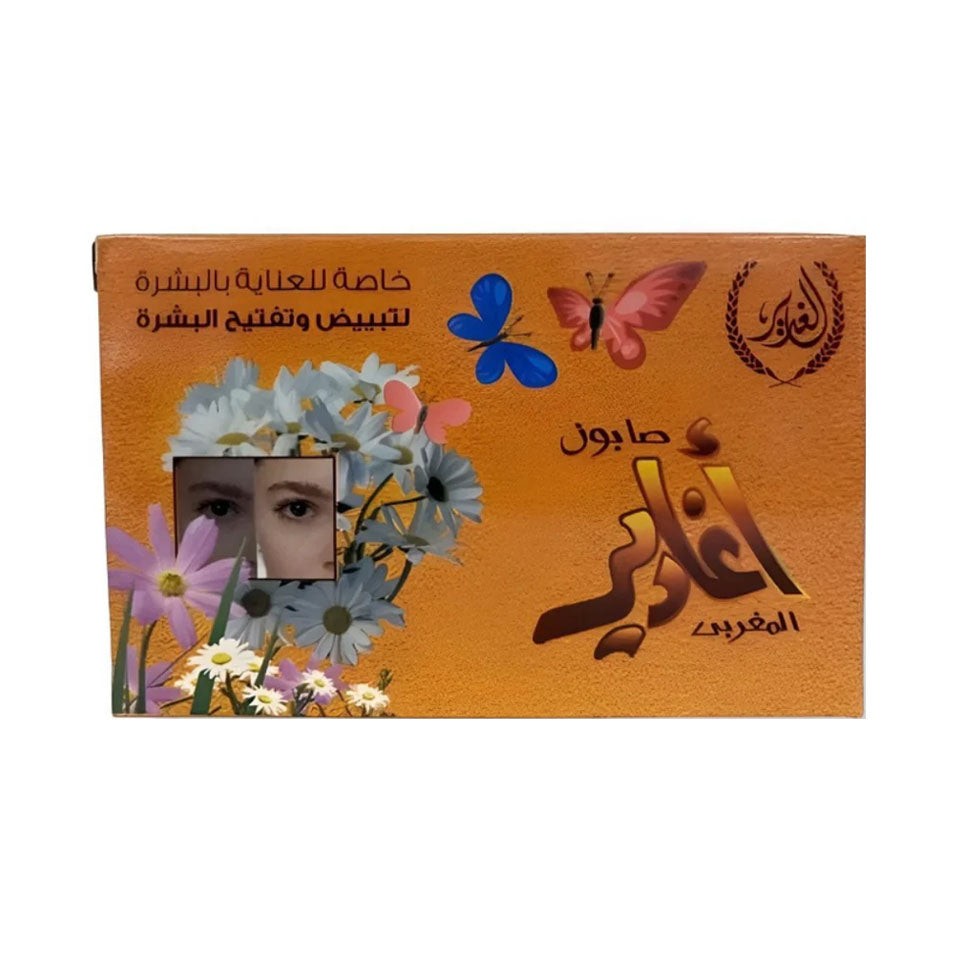 خاصة للعناية بالبشرة
لتبييض وتفتيح البشرة
الغدير
صابون
أغادير
المغربي